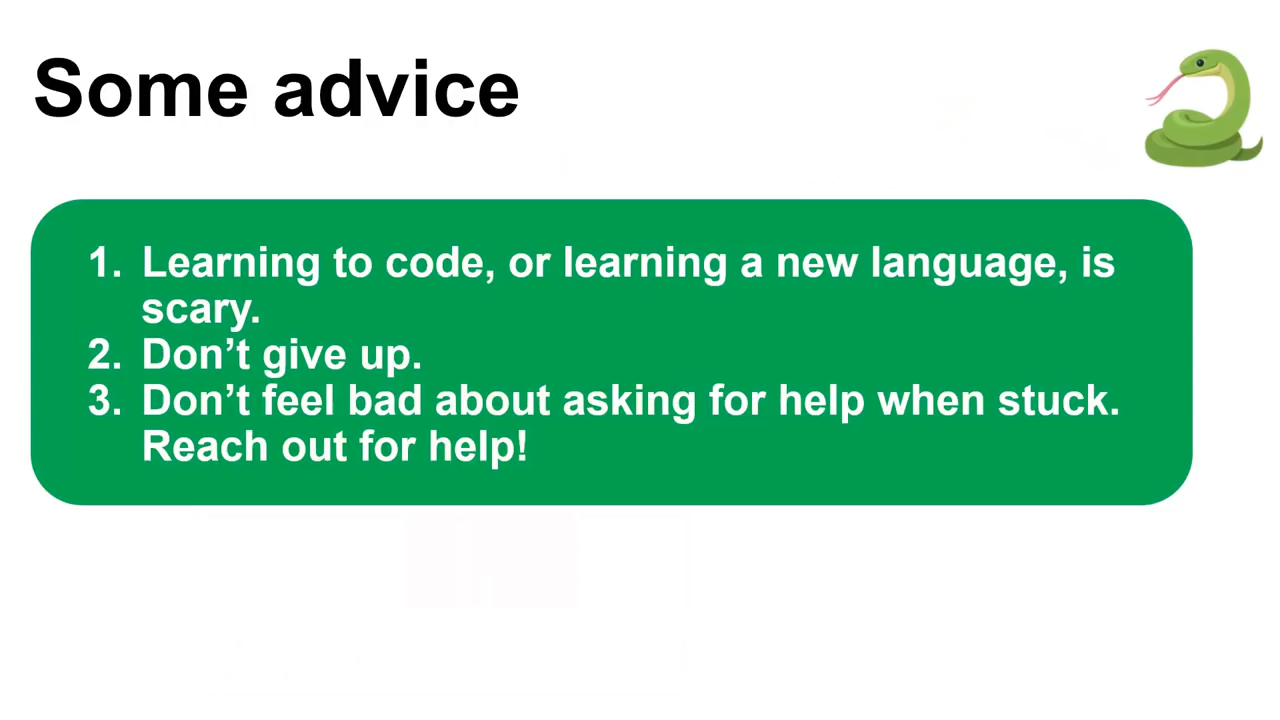 Some advice
1. Learning to code, or learning a new language, is
scary.
2. Don’t give up.
3. Don’t feel bad about asking for help when stuck.
Reach out for help!